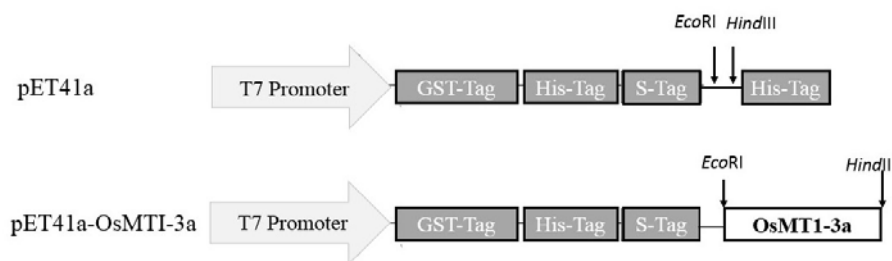 EcoRI HindIII
pET41a T7 Promoter GST-Tag His-Tag S-Tag His-Tag
EcoRI HindII
pET41a-OsMTI-3a T7 Promoter GST-Tag His-Tag S-Tag OsMT1-3a